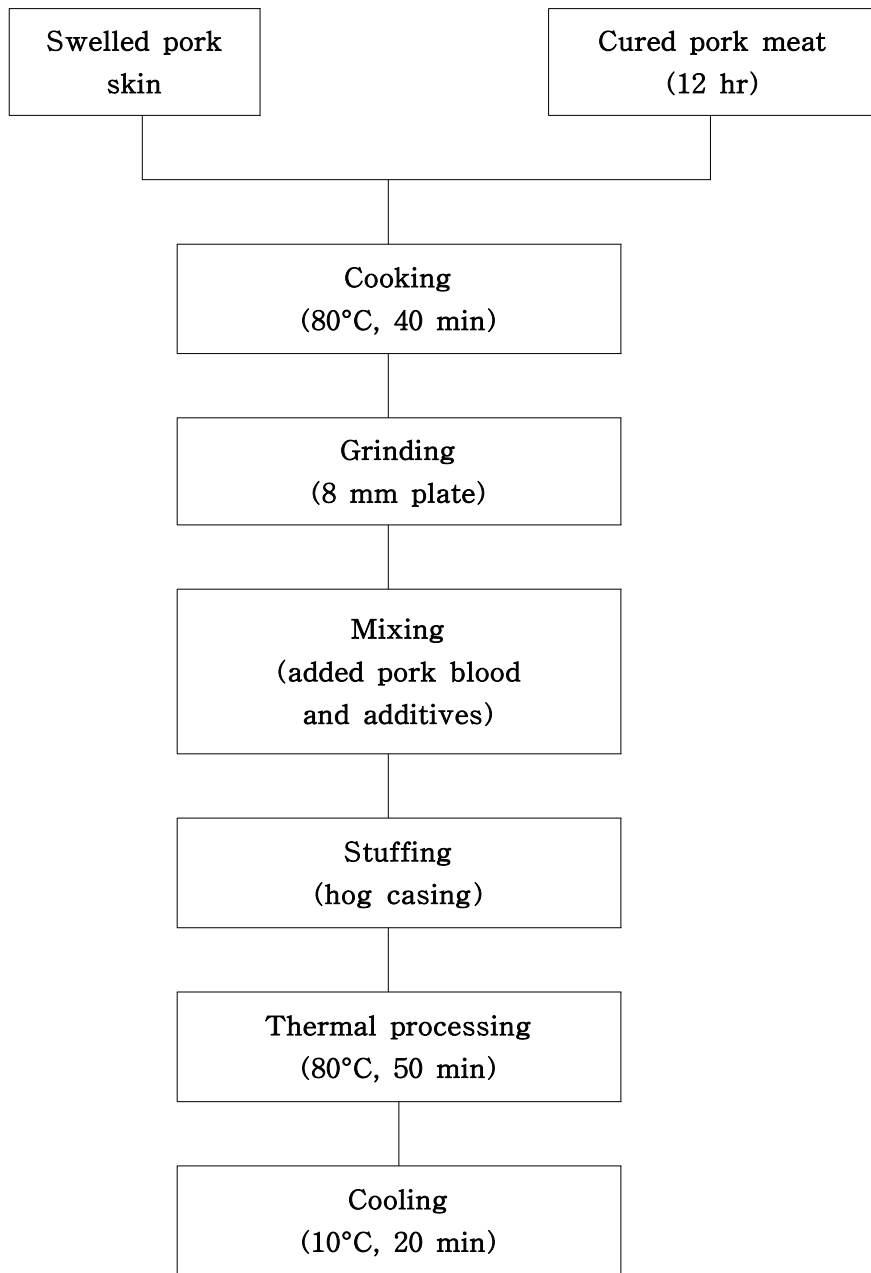 Swelled pork
skin
Cured pork meat
(12 hr)
Cooking
(80°C, 40 min)
Grinding
(8 mm plate)
Mixing
(added pork blood
and additives)
Stuffing
(hog casing)
Thermal processing
(80°C, 50 min)
Cooling
(10°C, 20 min)